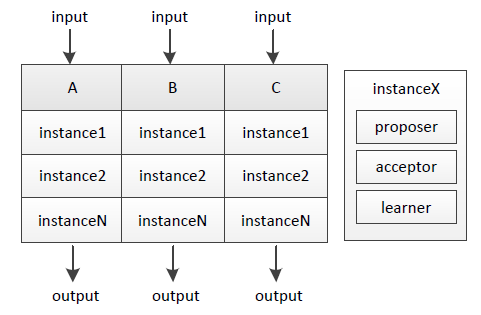 input input input
A B C instanceX
instance1 instance1 instance1 proposer
instance2 instance2 instance2 acceptor
instanceN instanceN instanceN learner
output output output